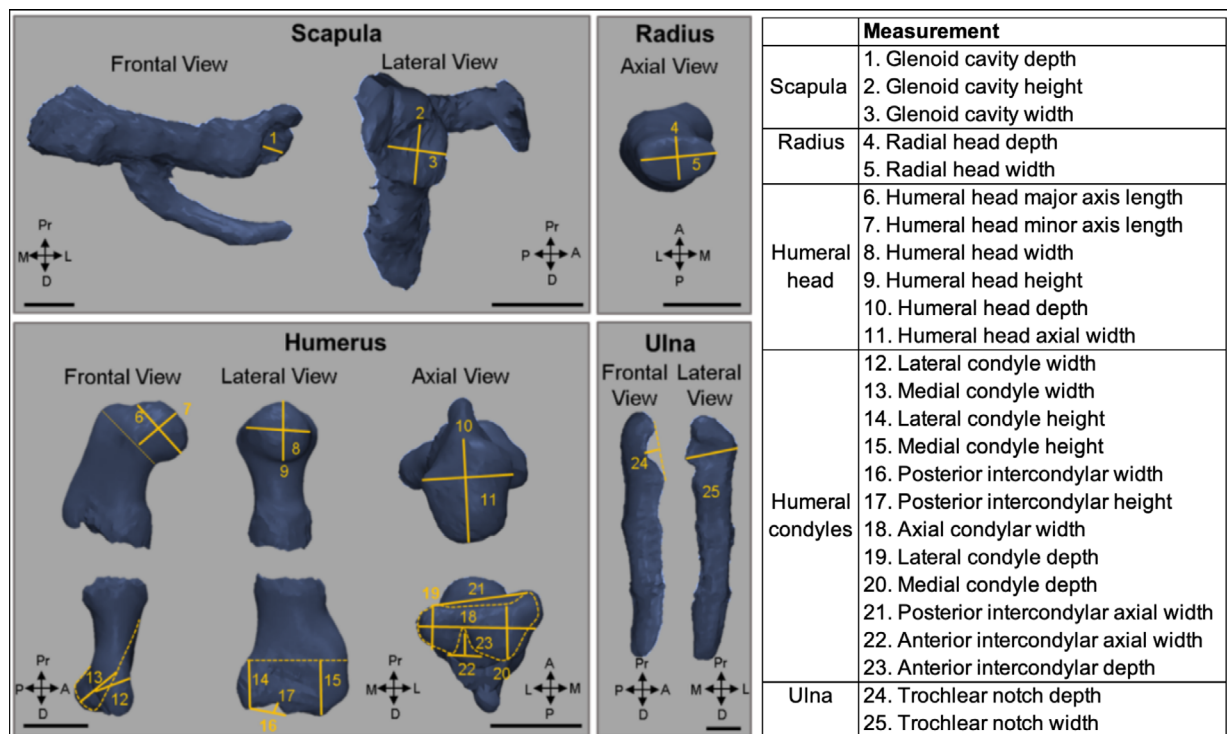 Scapula
Frontal View
Lateral View
1
2
3
Pr
M L
D
Pr
P A
D
Radius
Axial View
4
5
A
L M
P
Humerus
Frontal View
Lateral View
Axial View
6
7
8
9
10
11
13
12
14
15
17
16
19
21
18
23
22
20
Pr
P A
D
Pr
M L
D
A
L M
P
Ulna
Frontal Lateral
View View
24
25
Pr
P A
D
Pr
M L
D
Measurement
Scapula
1. Glenoid cavity depth
2. Glenoid cavity height
3. Glenoid cavity width
Radius
4. Radial head depth
5. Radial head width
Humeral
head
6. Humeral head major axis length
7. Humeral head minor axis length
8. Humeral head width
9. Humeral head height
10. Humeral head depth
11. Humeral head axial width
Humeral
condyles
12. Lateral condyle width
13. Medial condyle width
14. Lateral condyle height
15. Medial condyle height
16. Posterior intercondylar width
17. Posterior intercondylar height
18. Axial condylar width
19. Lateral condyle depth
20. Medial condyle depth
21. Posterior intercondylar axial width
22. Anterior intercondylar axial width
23. Anterior intercondylar depth
Ulna
24. Trochlear notch depth
25. Trochlear notch width